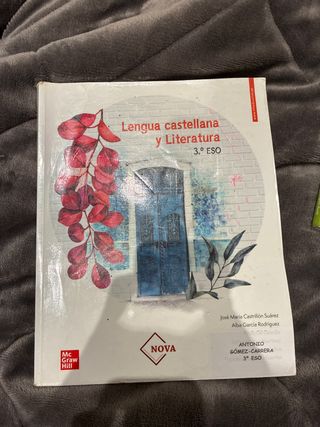 Lengua castellana
y Literatura
3.º ESO
José María Castrillón Suárez
Alba García Rodríguez
Mc
Graw
Hill
NOVA
ANTONIO
GÓMEZ-CARRERA
3º ESO